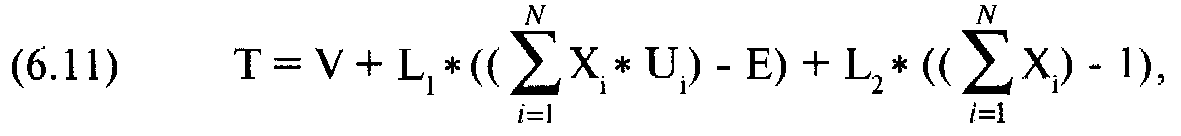 (6.11) T = V + L₁ * (( ∑_{i=1}^{N} Xᵢ * Uᵢ) - E) + L₂ * (( ∑_{i=1}^{N} Xᵢ) - 1),